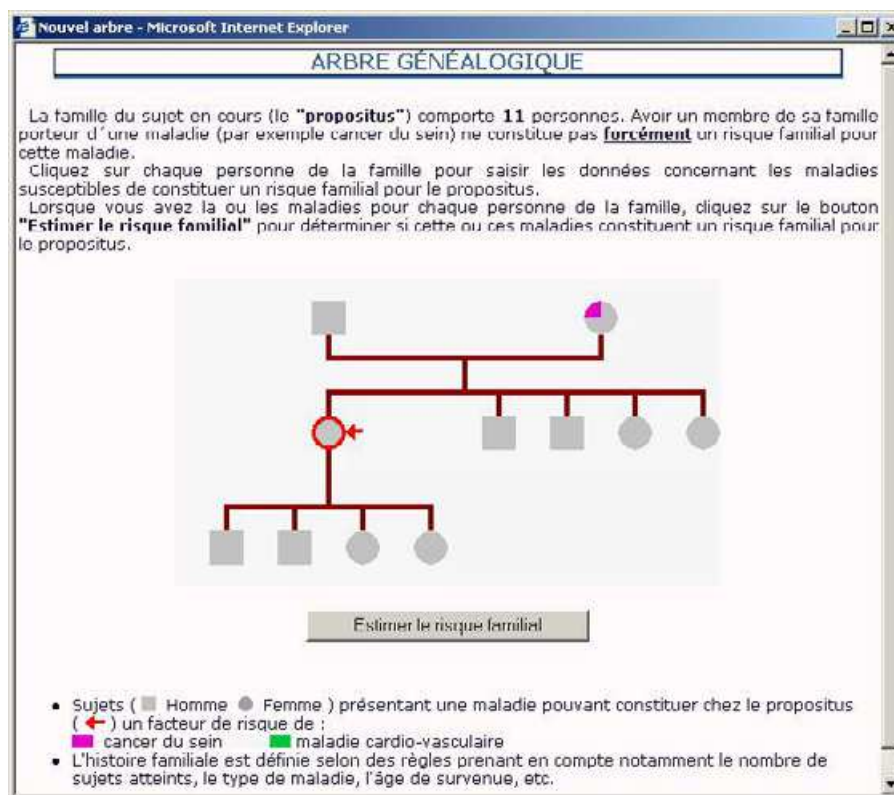 Nouvel arbre - Microsoft Internet Explorer
ARBRE GÉNÉALOGIQUE
La famille du sujet en cours (le "propositus") comporte 11 personnes. Avoir un membre de sa famille
porteur d´une maladie (par exemple cancer du sein) ne constitue pas forcément un risque familial pour
cette maladie.
Cliquez sur chaque personne de la famille pour saisir les données concernant les maladies
susceptibles de constituer un risque familial pour le propositus.
Lorsque vous avez la ou les maladies pour chaque personne de la famille, cliquez sur le bouton
"Estimer le risque familial" pour déterminer si cette ou ces maladies constituent un risque familial pour
le propositus.
Estimer le risque familial
• Sujets ( Homme Femme ) présentant une maladie pouvant constituer chez le propositus
( ) un facteur de risque de :
cancer du sein maladie cardio-vasculaire
• L'histoire familiale est définie selon des règles prenant en compte notamment le nombre de
sujets atteints, le type de maladie, l'âge de survenue, etc.